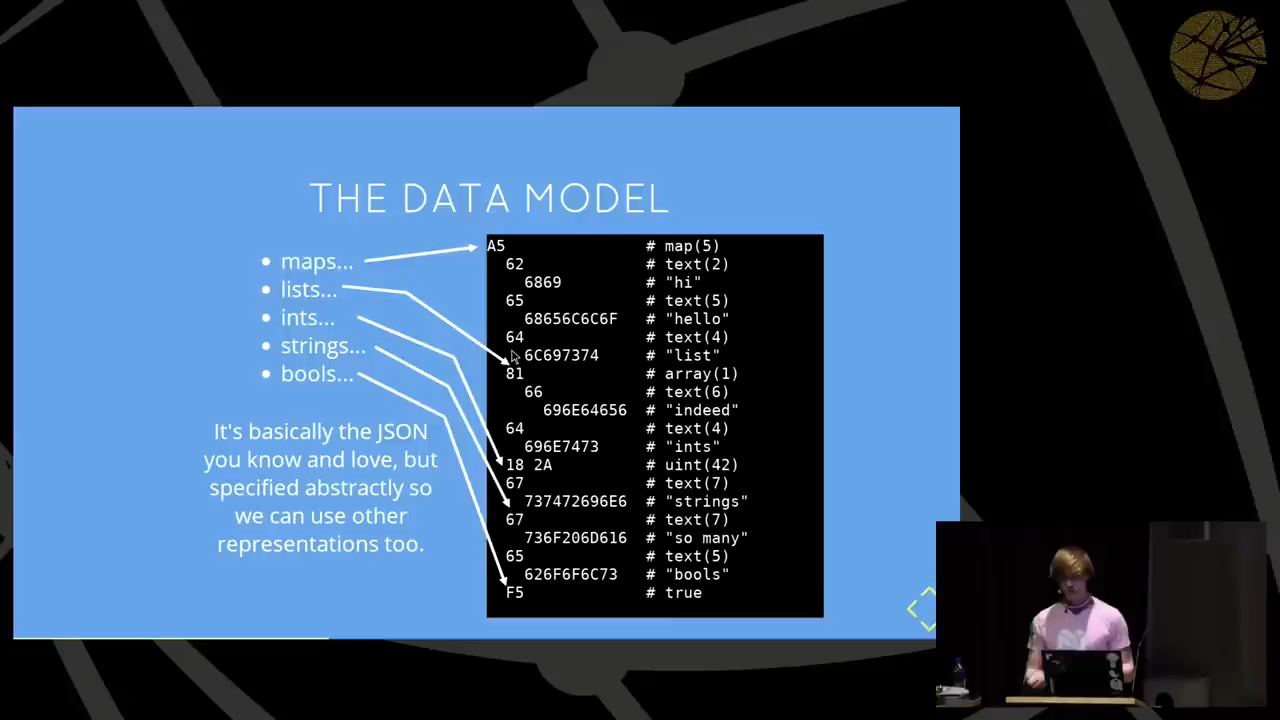 THE DATA MODEL
maps...
lists...
ints...
strings...
bools...
It's basically the JSON
you know and love, but
specified abstractly so
we can use other
representations too.
A5 # map(5)
62 # text(2)
6869 # "hi"
65 # text(5)
68656C6C6F # "hello"
64 # text(4)
6C697374 # "list"
81 # array(1)
66 # text(6)
696E64656 # "indeed"
64 # text(4)
696E7473 # "ints"
18 2A # uint(42)
67 # text(7)
737472696E6 # "strings"
67 # text(7)
736F206D616 # "so many"
65 # text(5)
626F6F6C73 # "bools"
F5 # true